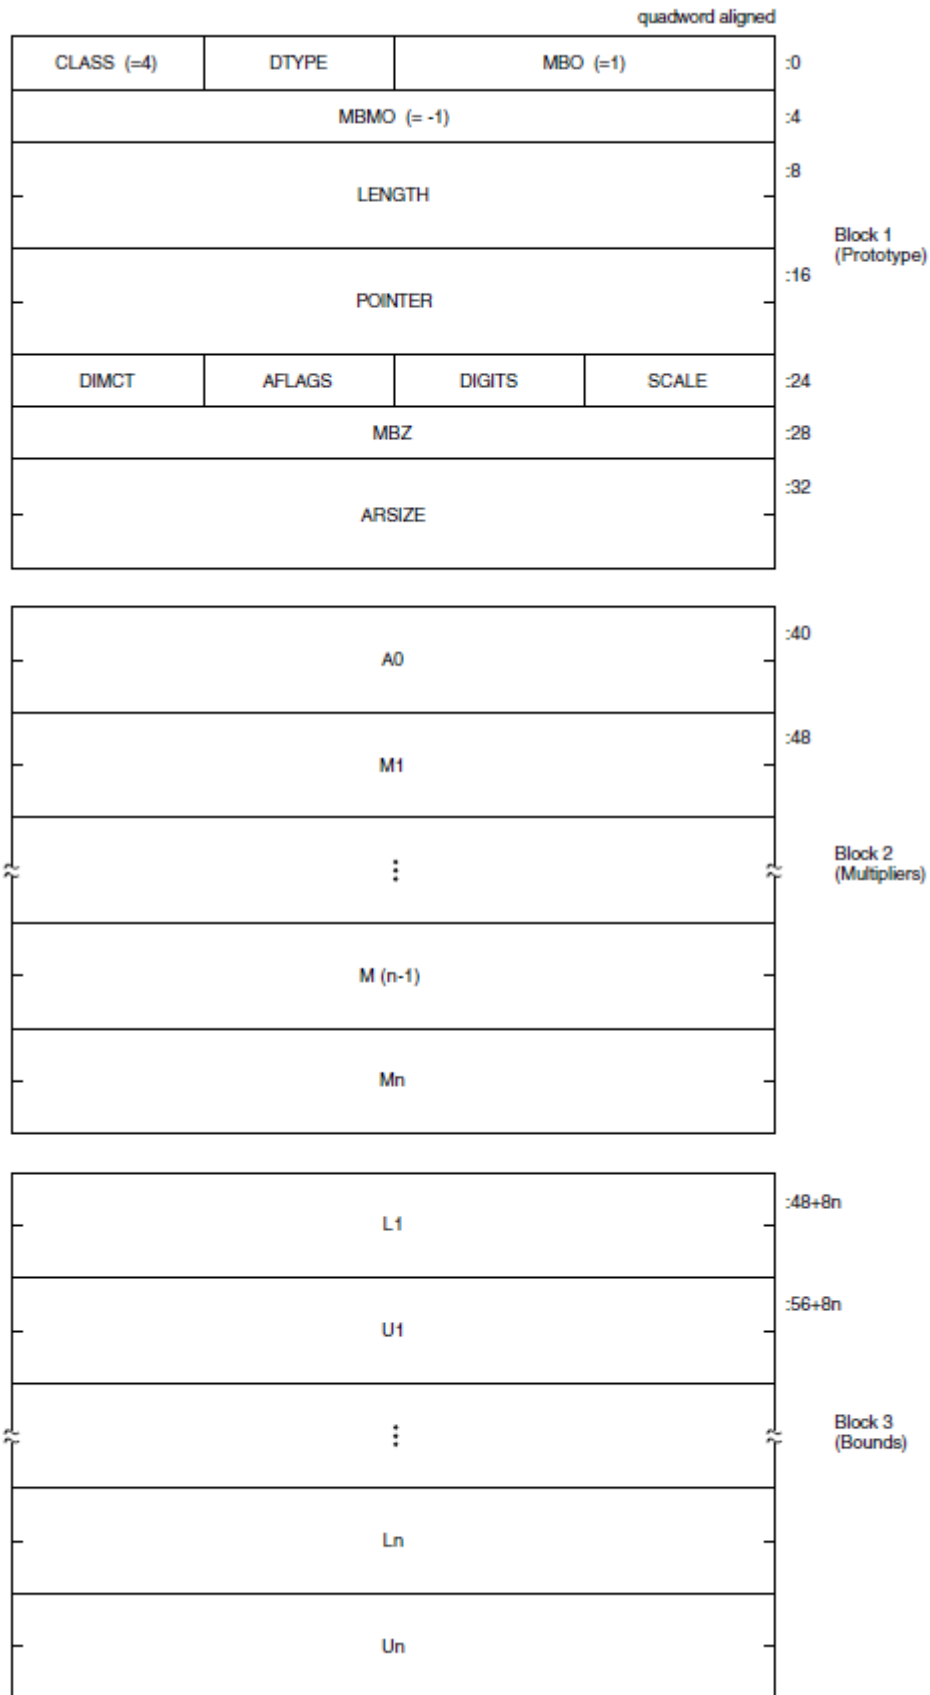 quadword aligned
CLASS (=4) DTYPE MBO (=1) :0
MBMO (= -1) :4
:8
LENGTH
Block 1
(Prototype)
:16
POINTER
DIMCT AFLAGS DIGITS SCALE :24
MBZ :28
:32
ARSIZE
:40
A0
:48
M1
Block 2
(Multipliers)
⋮
M (n-1)
Mn
:48+8n
L1
:56+8n
U1
Block 3
(Bounds)
⋮
Ln
Un